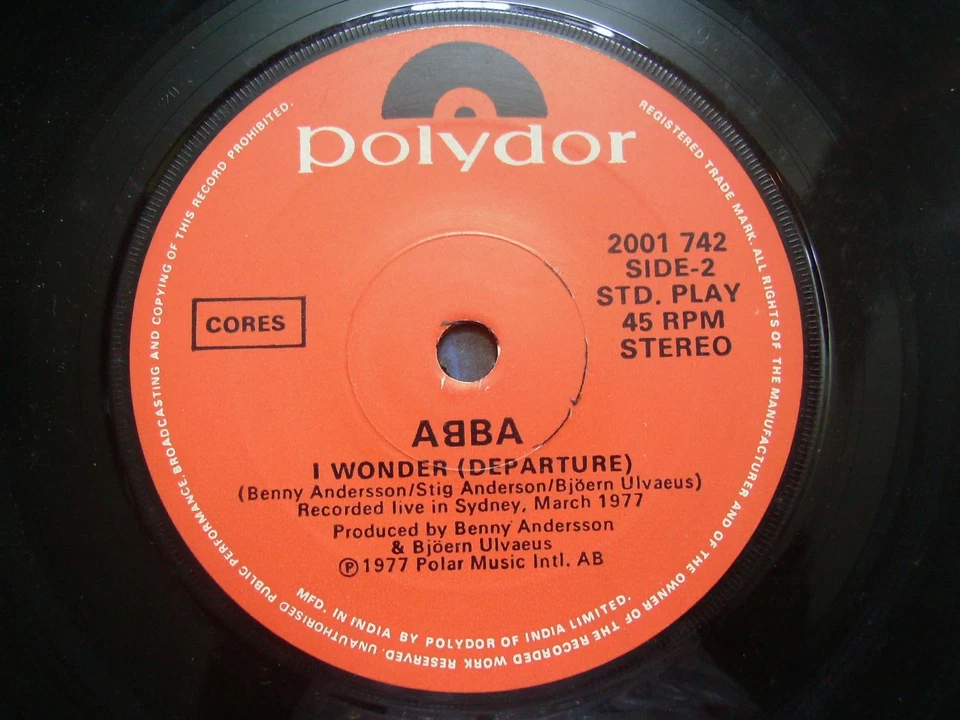 polydor
REGISTERED TRADE MARK. ALL RIGHTS OF THE MANUFACTURER AND OF THE OWNER OF THE RECORDED WORK RESERVED. UNAUTHORISED PUBLIC PERFORMANCE BROADCASTING AND COPYING OF THIS RECORD PROHIBITED.
2001 742
SIDE-2
STD. PLAY
45 RPM
STEREO
CORES
ABBA
I WONDER (DEPARTURE)
(Benny Andersson/Stig Anderson/Bjöern Ulvaeus)
Recorded live in Sydney, March 1977
Produced by Benny Andersson
& Bjöern Ulvaeus
℗ 1977 Polar Music Intl. AB
MFD. IN INDIA BY POLYDOR OF INDIA LIMITED.